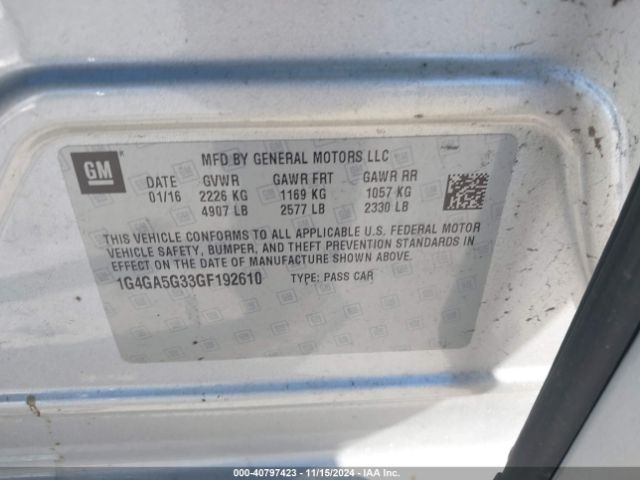 GM
MFD BY GENERAL MOTORS LLC
DATE GVWR GAWR FRT GAWR RR
01/16 2226 KG 1169 KG 1057 KG
4907 LB 2577 LB 2330 LB
THIS VEHICLE CONFORMS TO ALL APPLICABLE U.S. FEDERAL MOTOR
VEHICLE SAFETY, BUMPER, AND THEFT PREVENTION STANDARDS IN
EFFECT ON THE DATE OF MANUFACTURE SHOWN ABOVE.
1G4GA5G33GF192610 TYPE: PASS CAR
000-40797423 - 11/15/2024 - IAA Inc.